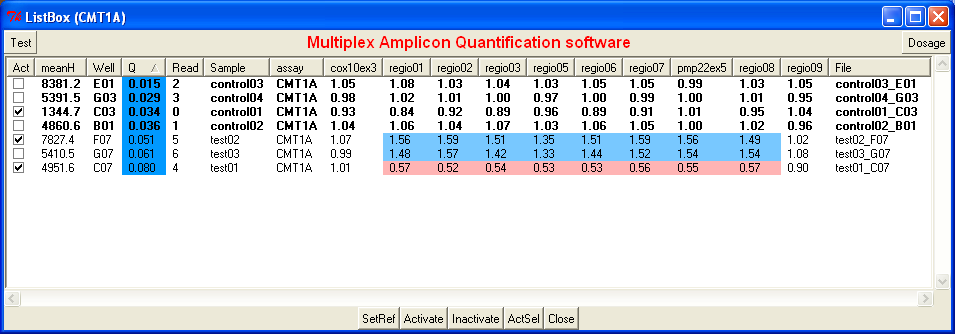 ListBox (CMT1A)
Test Multiplex Amplicon Quantification software Dosage
Act meanH Well Q / Read Sample assay cox10ex3 regio01 regio02 regio03 regio05 regio06 regio07 pmp22ex5 regio08 regio09 File
8381.2 E01 0.015 2 control03 CMT1A 1.05 1.08 1.03 1.04 1.03 1.05 1.05 0.99 1.03 1.05 control03_E01
5391.5 G03 0.029 3 control04 CMT1A 0.98 1.02 1.01 1.00 0.97 1.00 0.99 1.00 1.01 0.95 control04_G03
1344.7 C03 0.034 0 control01 CMT1A 0.93 0.89 0.92 0.89 0.96 0.89 0.94 0.91 0.95 1.04 control01_C03
4860.6 B01 0.036 1 control02 CMT1A 1.04 1.06 1.04 1.07 1.03 1.06 1.05 1.00 1.02 0.96 control02_B01
7827.4 F07 0.051 5 test02 CMT1A 1.07 1.56 1.59 1.51 1.35 1.51 1.59 1.56 1.49 1.02 test02_F07
5410.5 G07 0.061 6 test03 CMT1A 0.99 1.48 1.57 1.42 1.33 1.44 1.52 1.54 1.54 1.08 test03_G07
4951.6 C07 0.080 4 test01 CMT1A 1.01 0.57 0.52 0.54 0.53 0.53 0.56 0.55 0.57 0.90 test01_C07
SetRef Activate Inactivate ActSel Close